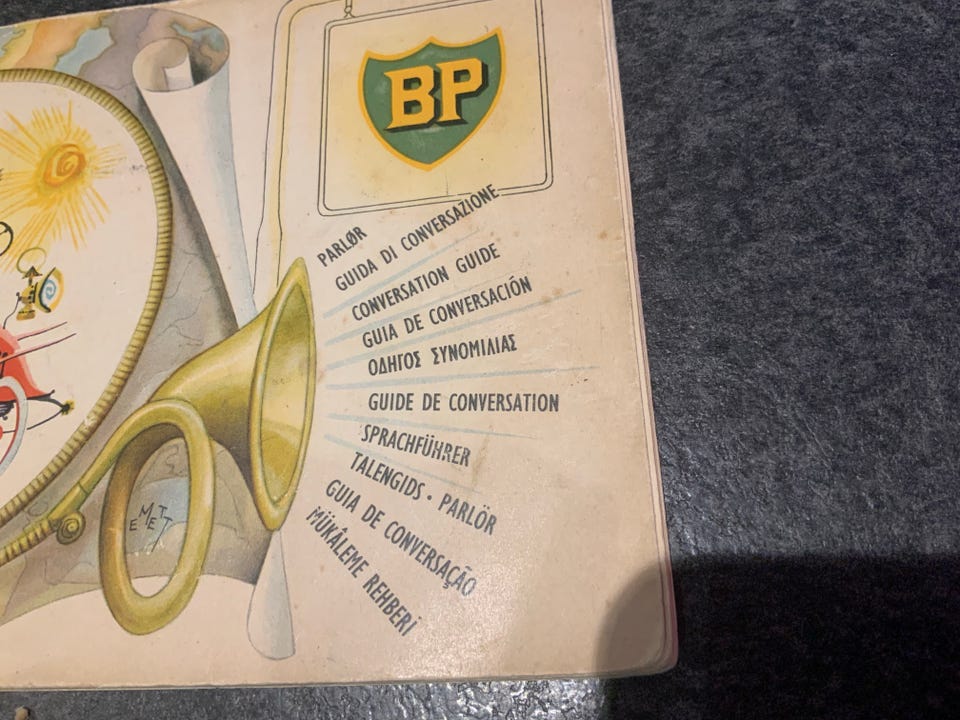 BP
PARLØR
GUIDA DI CONVERSAZIONE
CONVERSATION GUIDE
GUIA DE CONVERSACIÓN
ΟΔΗΓΟΣ ΣΥΝΟΜΙΛΙΑΣ
GUIDE DE CONVERSATION
SPRACHFÜHRER
TALENGIDS · PARLÖR
GUIA DE CONVERSAÇÃO
MÜKÂLEME REHBERİ
EMETT